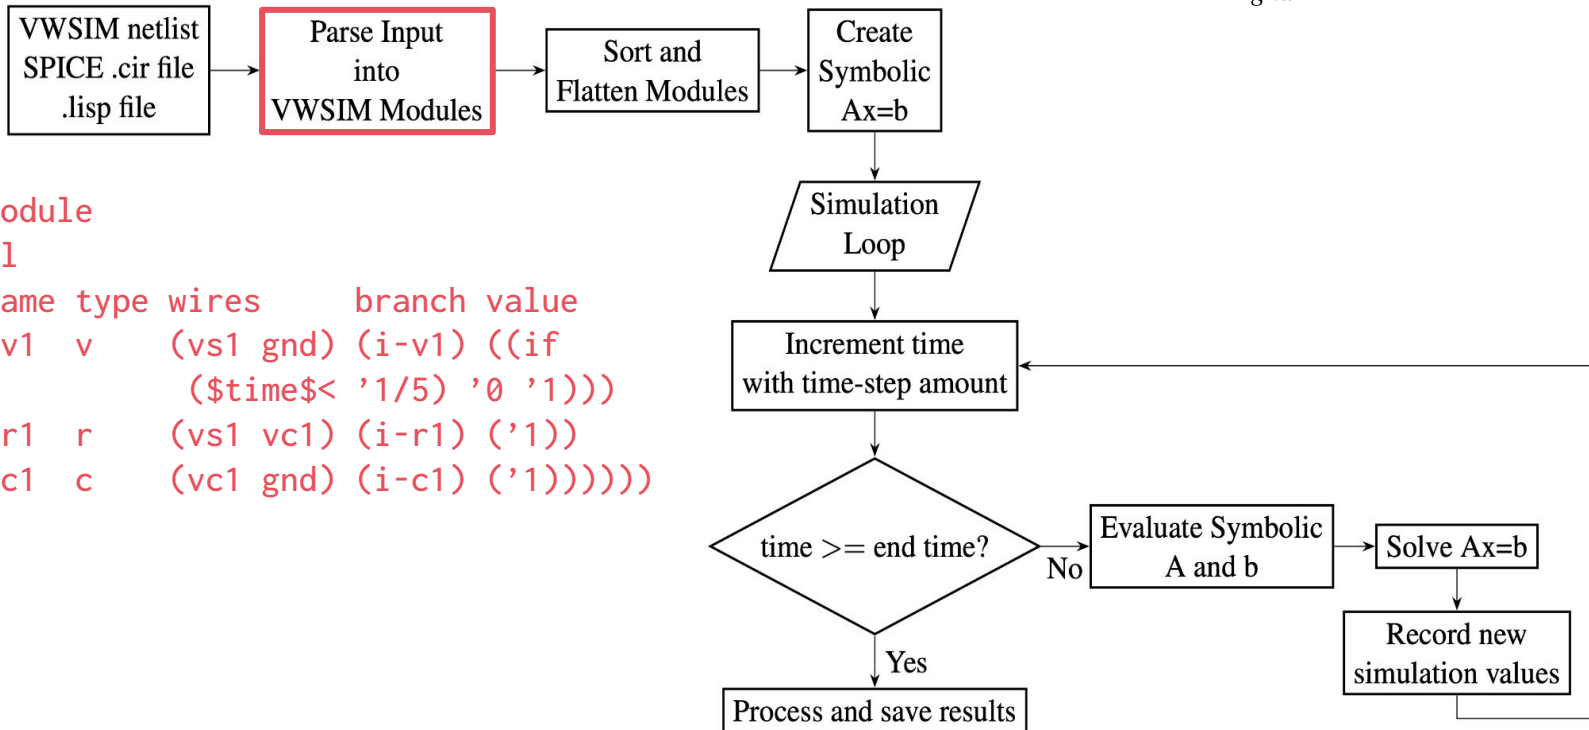 VWSIM netlist
SPICE .cir file
.lisp file
Parse Input
into
VWSIM Modules
Sort and
Flatten Modules
Create
Symbolic
Ax=b
odule
l
ame type wires branch value
v1 v (vs1 gnd) (i-v1) ((if
($time$< ’1/5) ’0 ’1)))
r1 r (vs1 vc1) (i-r1) (’1))
c1 c (vc1 gnd) (i-c1) (’1))))))
Simulation
Loop
Increment time
with time-step amount
time >= end time?
No
Evaluate Symbolic
A and b
Solve Ax=b
Record new
simulation values
Yes
Process and save results